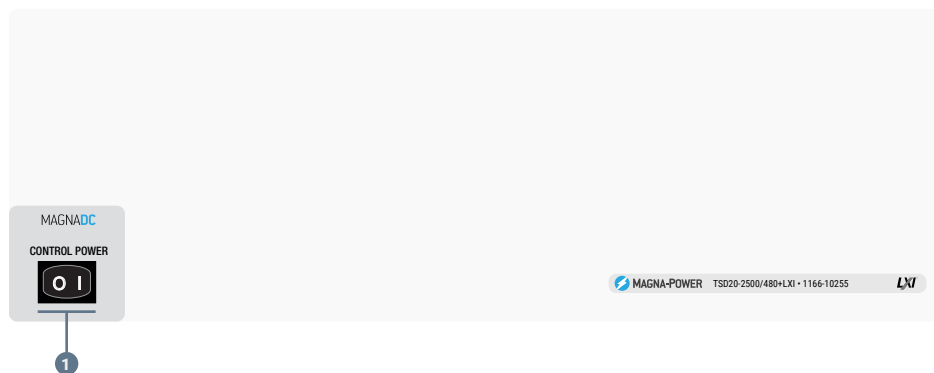 MAGNADC
CONTROL POWER
O I
MAGNA-POWER TSD20-2500/480+LXI • 1166-10255 LXI
1